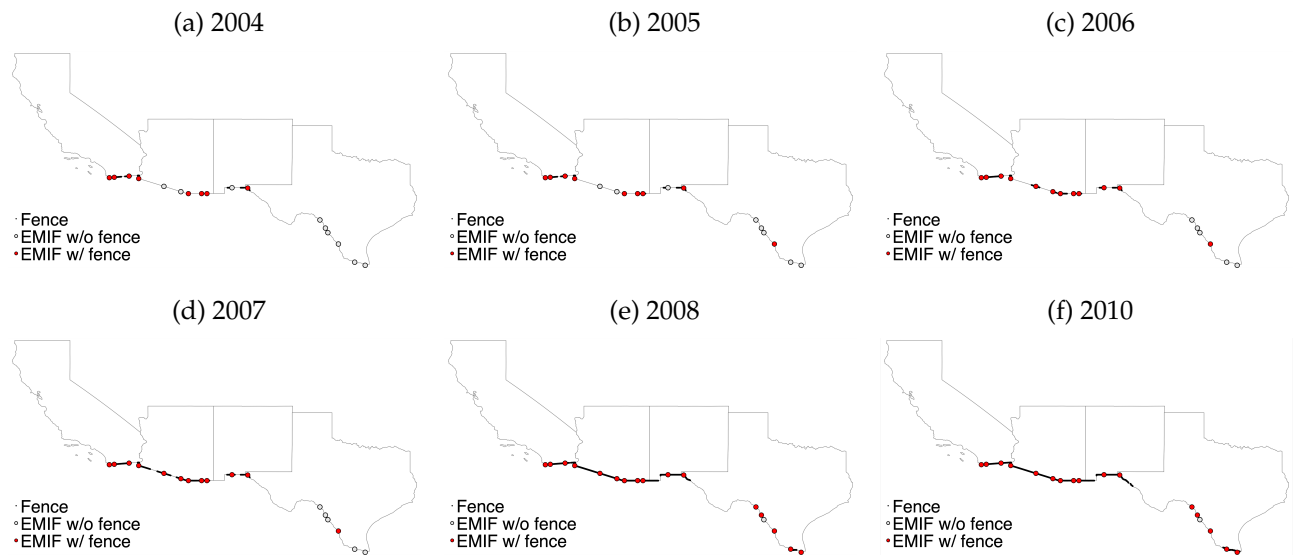 (a) 2004
(b) 2005
(c) 2006
Fence
EMIF w/o fence
EMIF w/ fence
Fence
EMIF w/o fence
EMIF w/ fence
Fence
EMIF w/o fence
EMIF w/ fence
(d) 2007
(e) 2008
(f) 2010
Fence
EMIF w/o fence
EMIF w/ fence
Fence
EMIF w/o fence
EMIF w/ fence
Fence
EMIF w/o fence
EMIF w/ fence